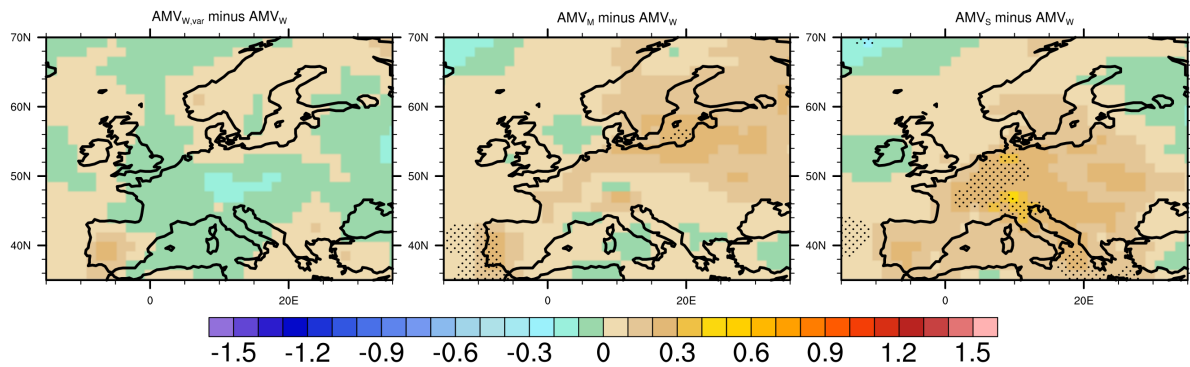 AMVW,var minus AMVW
AMVM minus AMVW
AMVS minus AMVW
70N
60N
50N
40N
0
20E
70N
60N
50N
40N
0
20E
70N
60N
50N
40N
0
20E
-1.5 -1.2 -0.9 -0.6 -0.3 0 0.3 0.6 0.9 1.2 1.5